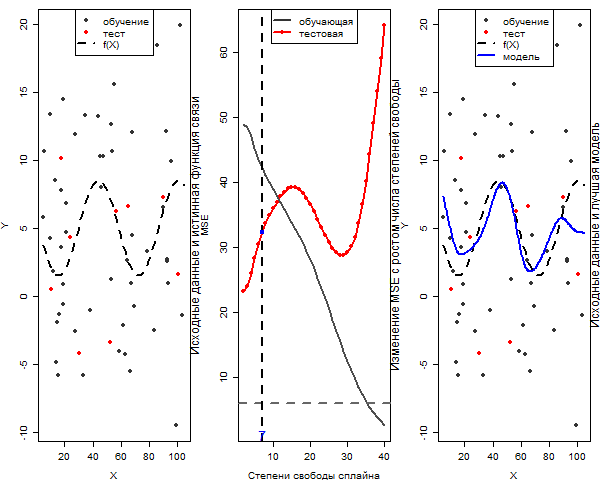 обучение
тест
f(X)
Y
20
15
10
5
0
-5
-10
20
40
60
80
100
X
Исходные данные и истинная функция связи
обучающая
тестовая
MSE
60
50
40
30
20
10
7
7
10
20
30
40
Степени свободы сплайна
Изменение MSE с ростом числа степеней свободы
обучение
тест
f(X)
модель
Y
20
15
10
5
0
-5
-10
20
40
60
80
100
X
Исходные данные и лучшая модель